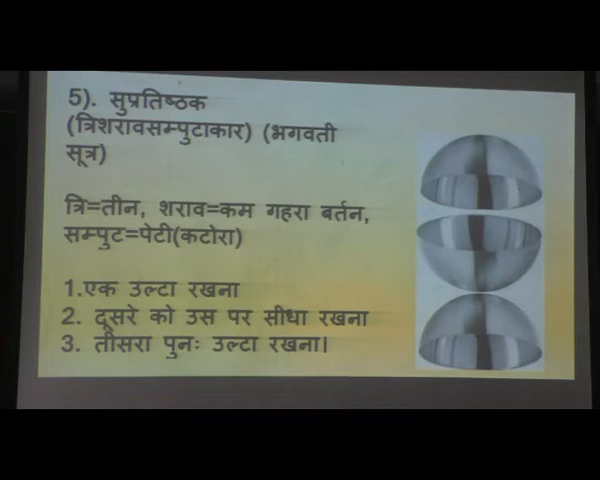 5). सुप्रतिष्ठक
(त्रिशरावसम्पुटाकार) (भगवती
सूत्र)
त्रि=तीन, शराव=कम गहरा बर्तन,
सम्पुट=पेटी(कटोरा)
1.एक उल्टा रखना
2. दूसरे को उस पर सीधा रखना
3. तीसरा पुनः उल्टा रखना।